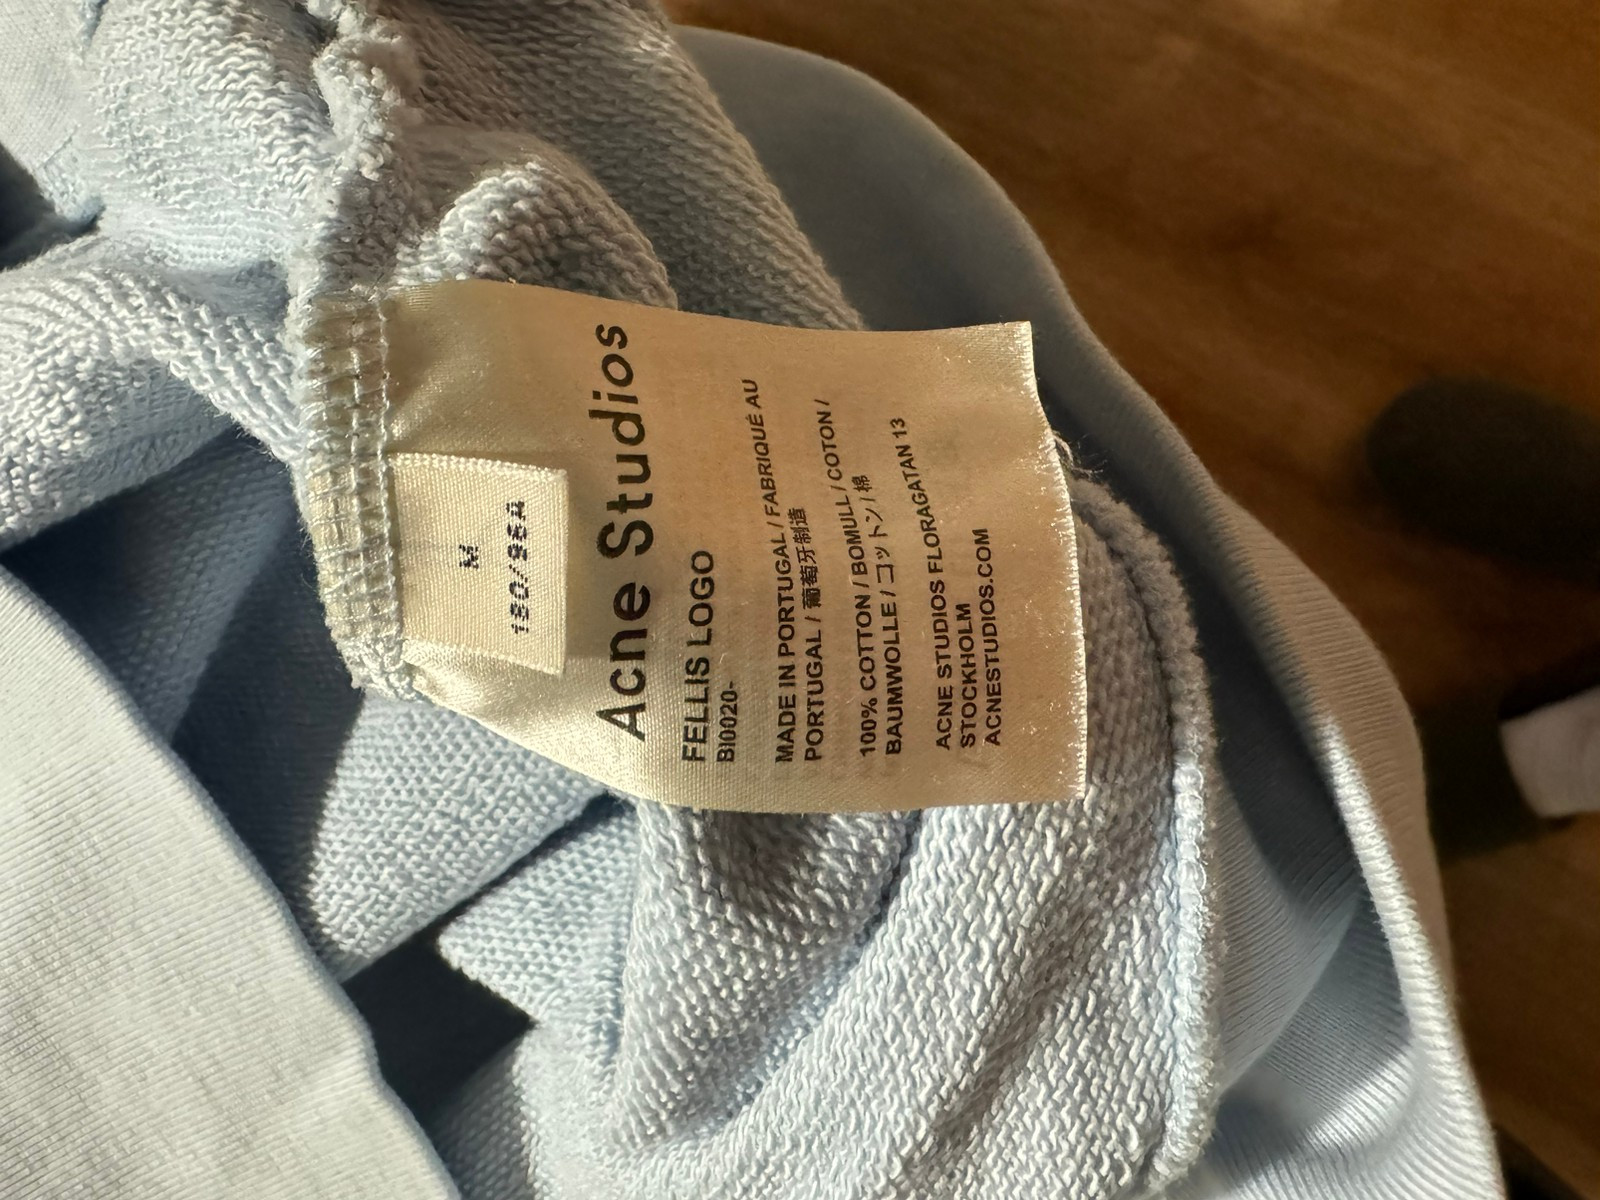 M
180/96A
Acne Studios
FELLIS LOGO
BI0020-
MADE IN PORTUGAL / FABRIQUÉ AU
PORTUGAL / 葡萄牙制造
100% COTTON / BOMULL / COTON /
BAUMWOLLE / コットン / 棉
ACNE STUDIOS FLORAGATAN 13
STOCKHOLM
ACNESTUDIOS.COM